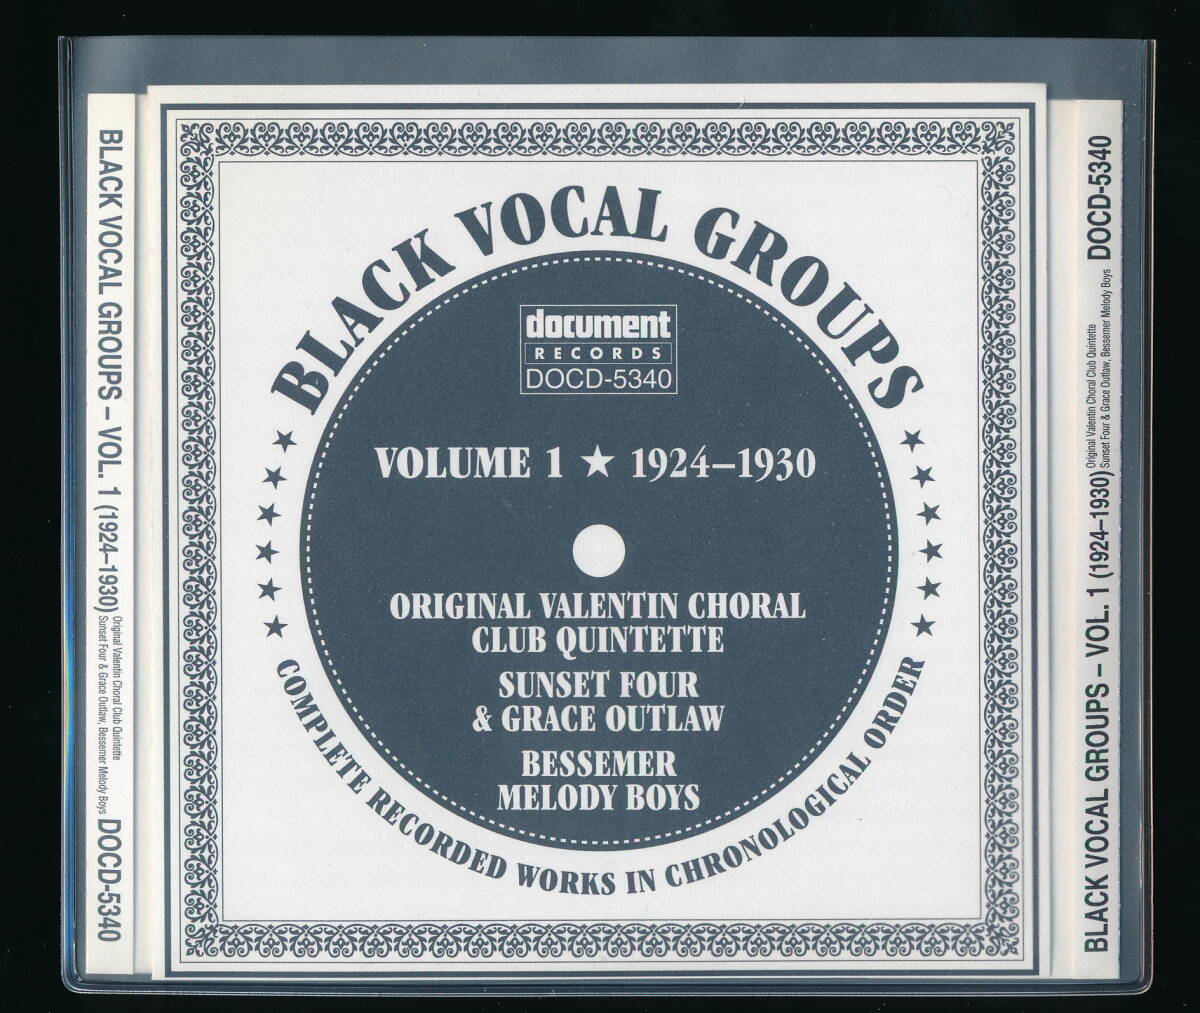 BLACK VOCAL GROUPS – VOL. 1 (1924–1930) Original Valentin Choral Club Quintette
Sunset Four & Grace Outlaw, Bessemer Melody Boys DOCD-5340
BLACK VOCAL GROUPS
document
RECORDS
DOCD-5340
VOLUME 1 ★ 1924–1930
ORIGINAL VALENTIN CHORAL
CLUB QUINTETTE
SUNSET FOUR
& GRACE OUTLAW
BESSEMER
MELODY BOYS
COMPLETE RECORDED WORKS IN CHRONOLOGICAL ORDER
BLACK VOCAL GROUPS – VOL. 1 (1924–1930) Original Valentin Choral Club Quintette
Sunset Four & Grace Outlaw, Bessemer Melody Boys DOCD-5340